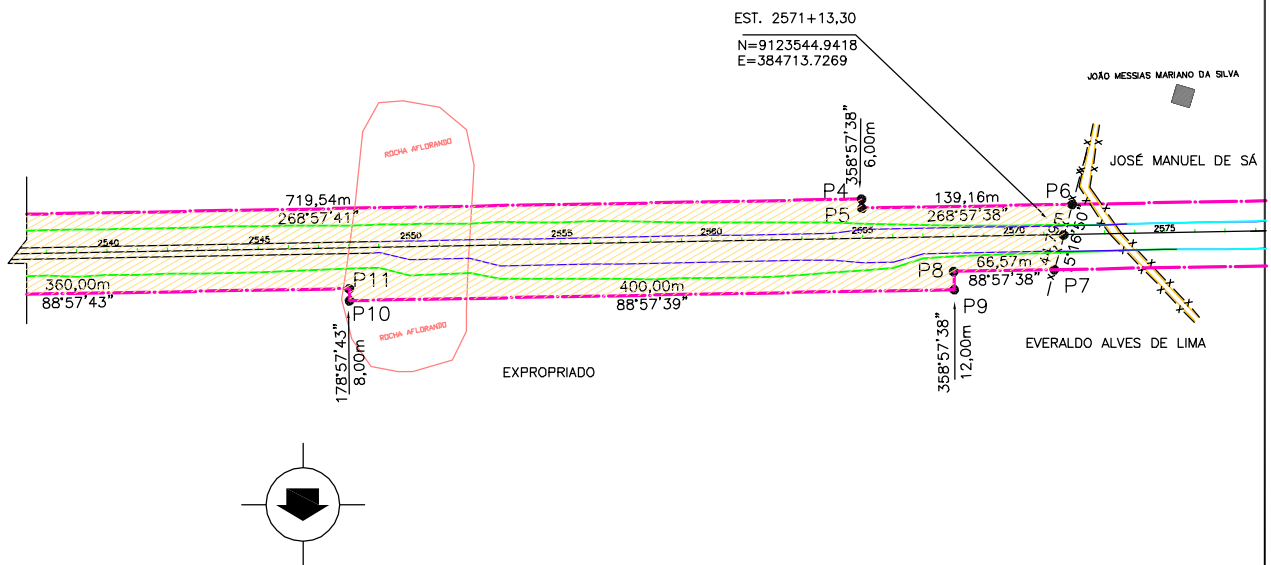 EST. 2571+13,30
N=9123544.9418
E=384713.7269
JOÃO MESSIAS MARIANO DA SILVA
JOSÉ MANUEL DE SÁ
ROCHA AFLORANDO
358°57'38"
6,00m
P4
P5
P6
719,54m
268°57'41"
139,16m
268°57'38"
2540
2545
2550
2555
2560
2565
2570
2575
5°16'50"
P8
66,57m
88°57'38"
P7
P11
360,00m
88°57'43"
P10
400,00m
88°57'39"
P9
ROCHA AFLORANDO
178°57'43"
8,00m
358°57'38"
12,00m
EVERALDO ALVES DE LIMA
EXPROPRIADO